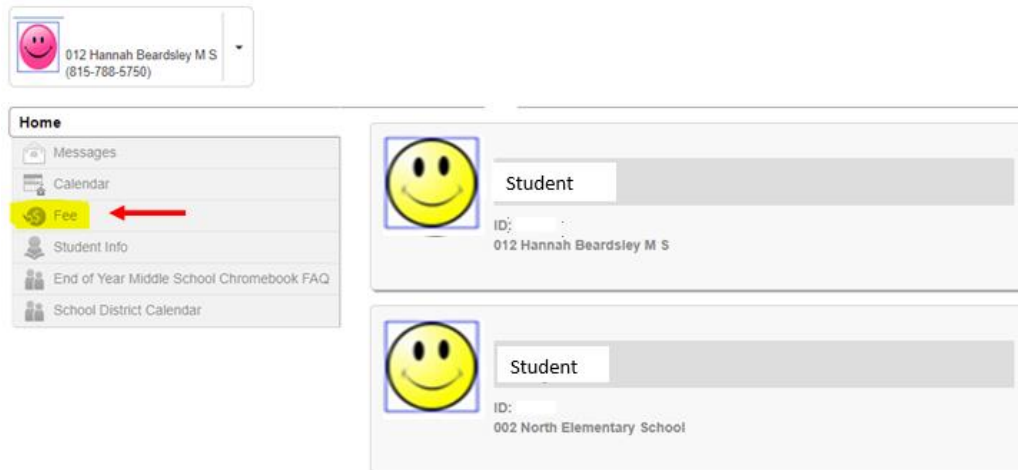 012 Hannah Beardsley M S
(815-788-5750)
Home
Messages
Calendar
Fee
Student Info
End of Year Middle School Chromebook FAQ
School District Calendar
Student
ID:
012 Hannah Beardsley M S
Student
ID:
002 North Elementary School